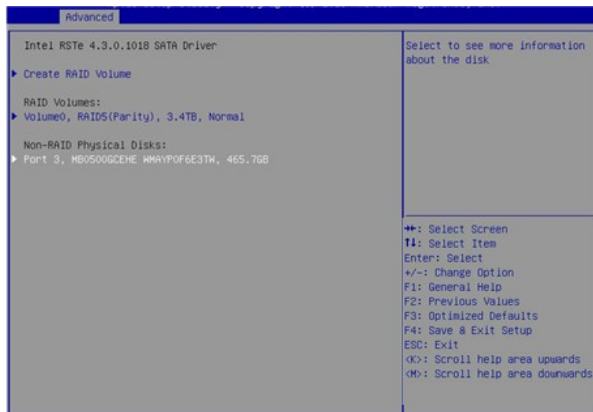 Advanced
Intel RSTe 4.3.0.1018 SATA Driver
Create RAID Volume
RAID Volumes:
Volume0, RAID5(Parity), 3.4TB, Normal
Non-RAID Physical Disks:
Port 3, MB0500GCEHE WMAYP0F6E3TW, 465.7GB
Select to see more information
about the disk
→←: Select Screen
↑↓: Select Item
Enter: Select
+/-: Change Option
F1: General Help
F2: Previous Values
F3: Optimized Defaults
F4: Save & Exit Setup
ESC: Exit
<K>: Scroll help area upwards
<M>: Scroll help area downwards